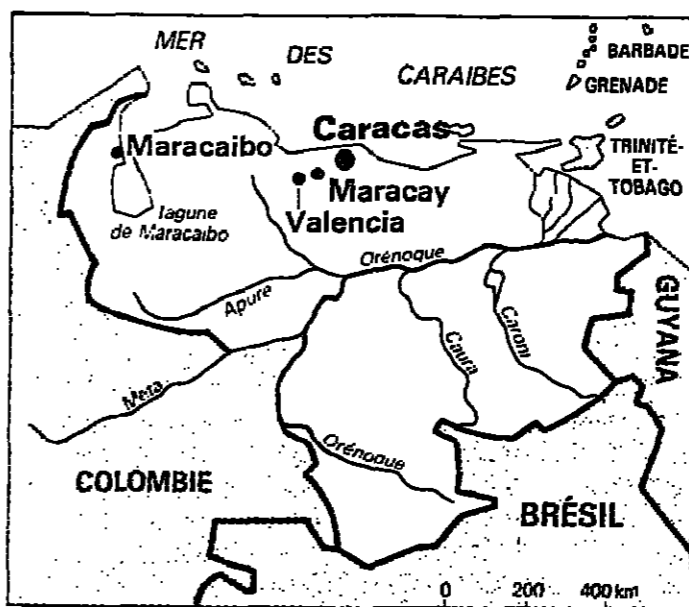 MER DES CARAIBES
BARBADE
GRENADE
Caracas
TRINITÉ-
ET-
TOBAGO
Maracaibo
Maracay
Valencia
lagune
de Maracaibo
Orénoque
GUYANA
Apure
Caura
Caroni
Meta
Orénoque
COLOMBIE
BRÉSIL
0 200 400 km